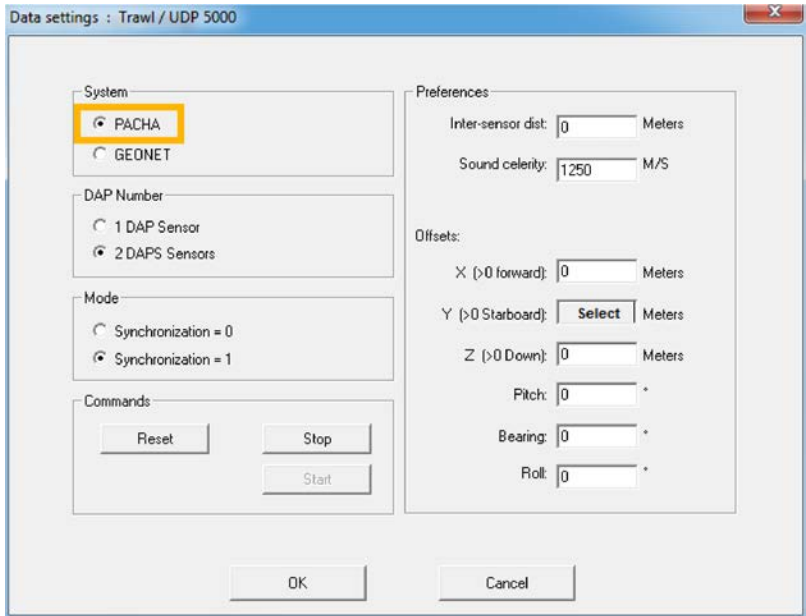 Data settings : Trawl / UDP 5000
System
PACHA
GEONET
DAP Number
1 DAP Sensor
2 DAPS Sensors
Mode
Synchronization = 0
Synchronization = 1
Commands
Reset
Stop
Start
Preferences
Inter-sensor dist: 0 Meters
Sound celerity: 1250 M/S
Offsets:
X (>0 forward): 0 Meters
Y (>0 Starboard): Select Meters
Z (>0 Down): 0 Meters
Pitch: 0 °
Bearing: 0 °
Roll: 0 °
OK
Cancel